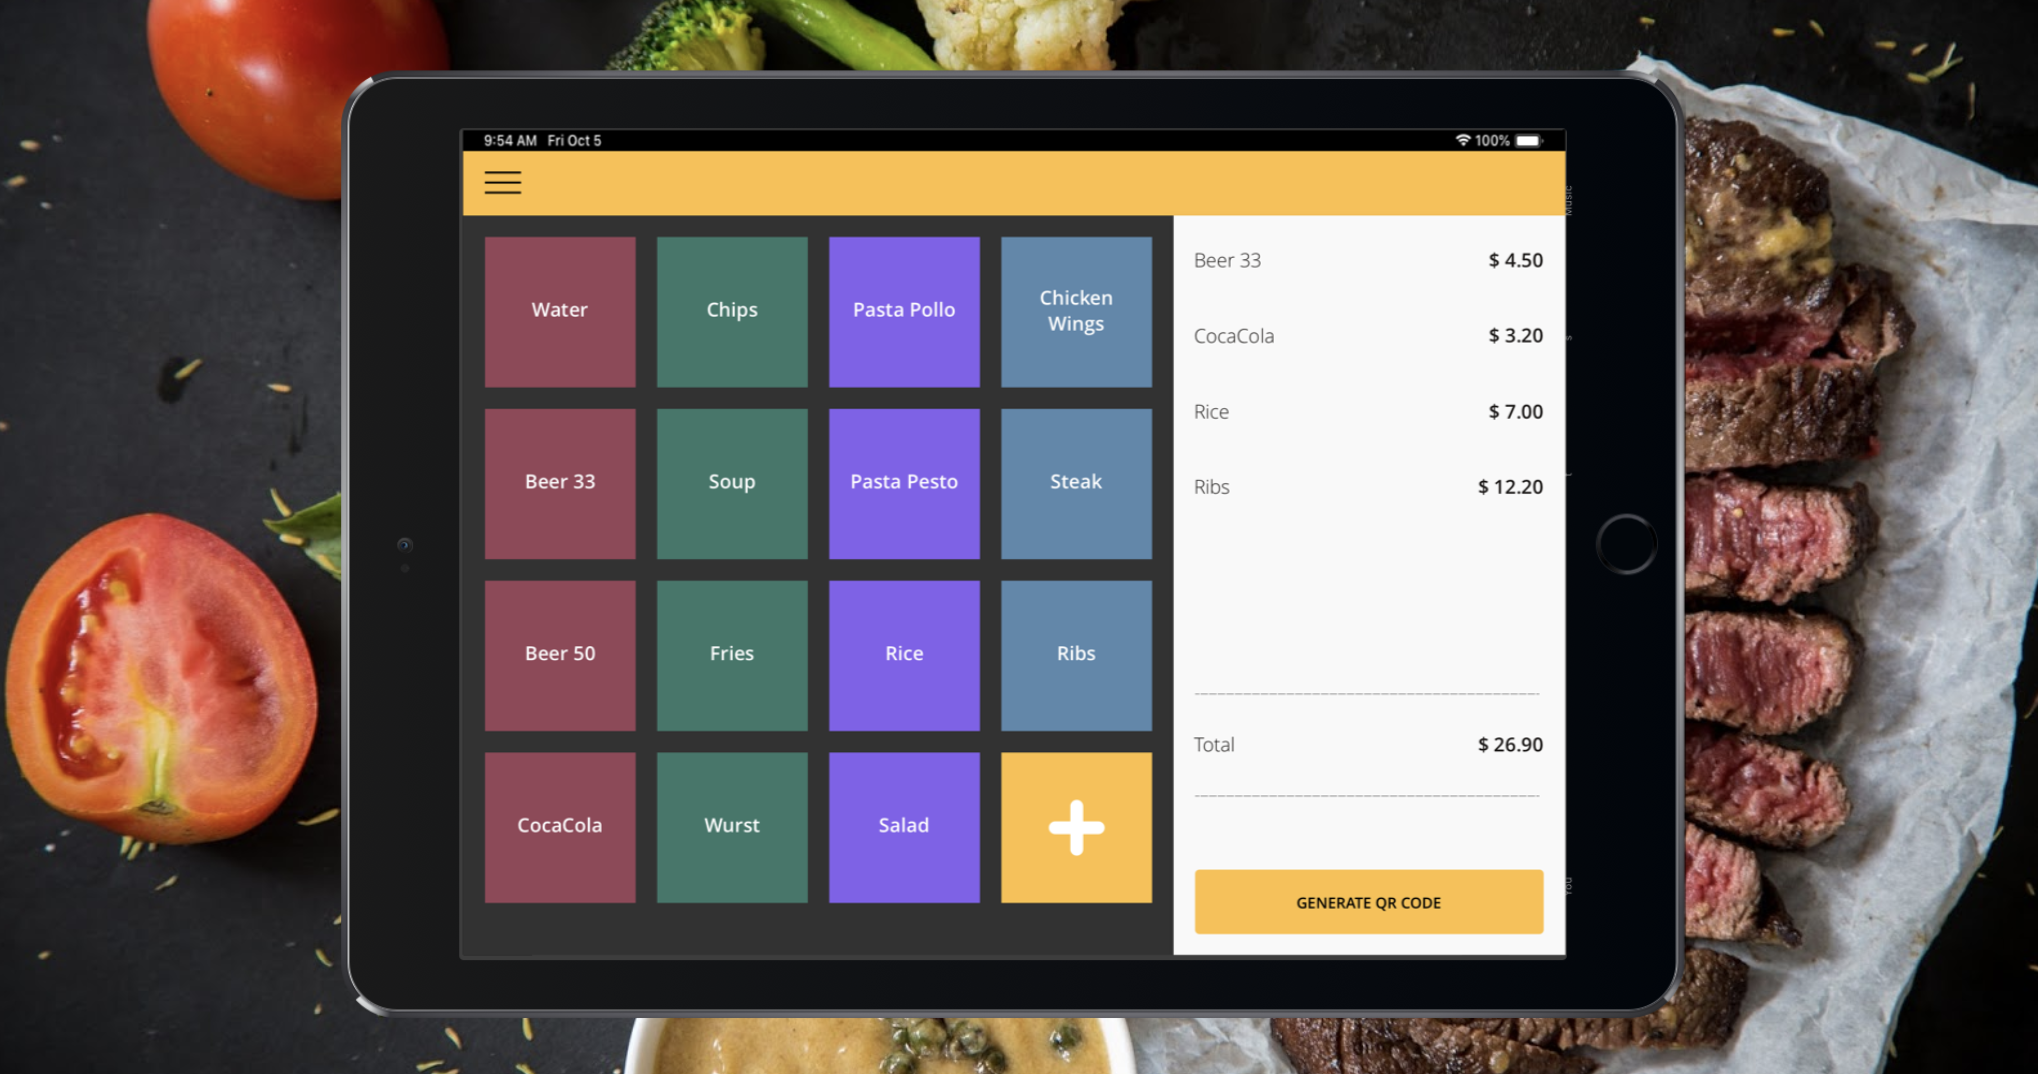 9:54 AM Fri Oct 5
100%
Water
Chips
Pasta Pollo
Chicken
Wings
Beer 33
Soup
Pasta Pesto
Steak
Beer 50
Fries
Rice
Ribs
CocaCola
Wurst
Salad
Beer 33 $ 4.50
CocaCola $ 3.20
Rice $ 7.00
Ribs $ 12.20
Total $ 26.90
GENERATE QR CODE
Music
You